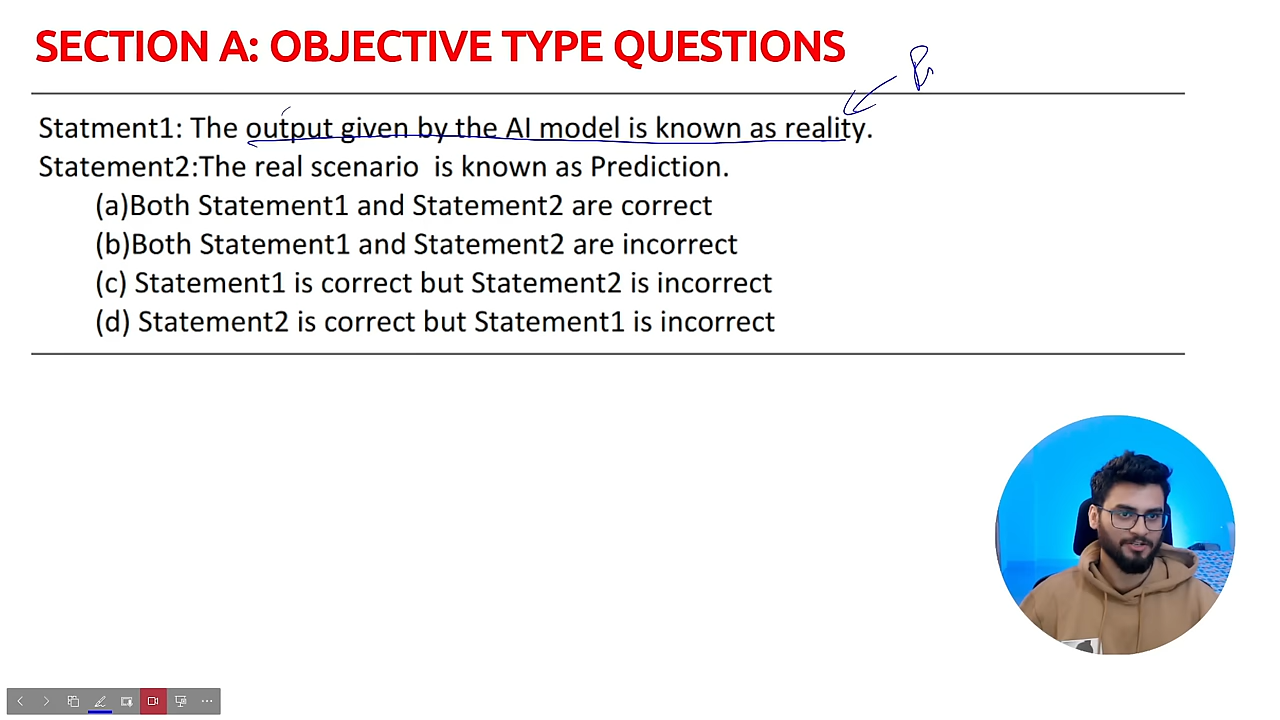 SECTION A: OBJECTIVE TYPE QUESTIONS
Statment1: The output given by the AI model is known as reality.
Statement2:The real scenario is known as Prediction.
(a)Both Statement1 and Statement2 are correct
(b)Both Statement1 and Statement2 are incorrect
(c) Statement1 is correct but Statement2 is incorrect
(d) Statement2 is correct but Statement1 is incorrect